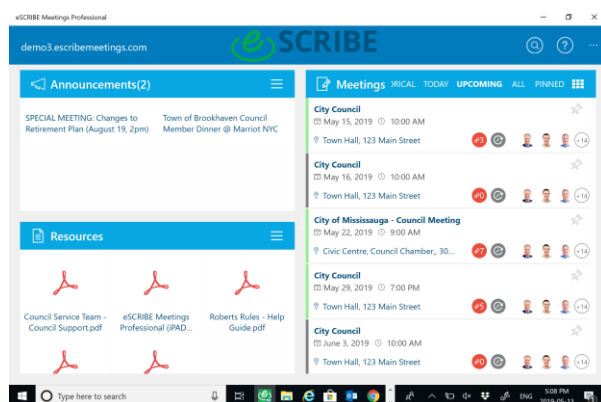 eSCRIBE Meetings Professional
demo3.escribemeetings.com
eSCRIBE
Announcements(2)
SPECIAL MEETING: Changes to
Retirement Plan (August 19, 2pm)
Town of Brookhaven Council
Member Dinner @ Marriot NYC
Resources
Council Service Team -
Council Support.pdf
eSCRIBE Meetings
Professional (iPAD...
Roberts Rules - Help
Guide.pdf
Meetings ORICAL TODAY UPCOMING ALL PINNED
City Council
May 15, 2019 10:00 AM
Town Hall, 123 Main Street #3 +14
City Council
May 16, 2019 10:00 AM
Town Hall, 123 Main Street #0 +14
City of Mississauga - Council Meeting
May 22, 2019 9:00 AM
Civic Centre, Council Chamber,, 30... #7 +14
City Council
May 29, 2019 7:00 PM
Town Hall, 123 Main Street #5 +14
City Council
June 3, 2019 10:00 AM
Town Hall, 123 Main Street #0 +14
Type here to search
ENG
5:08 PM
2019-05-13